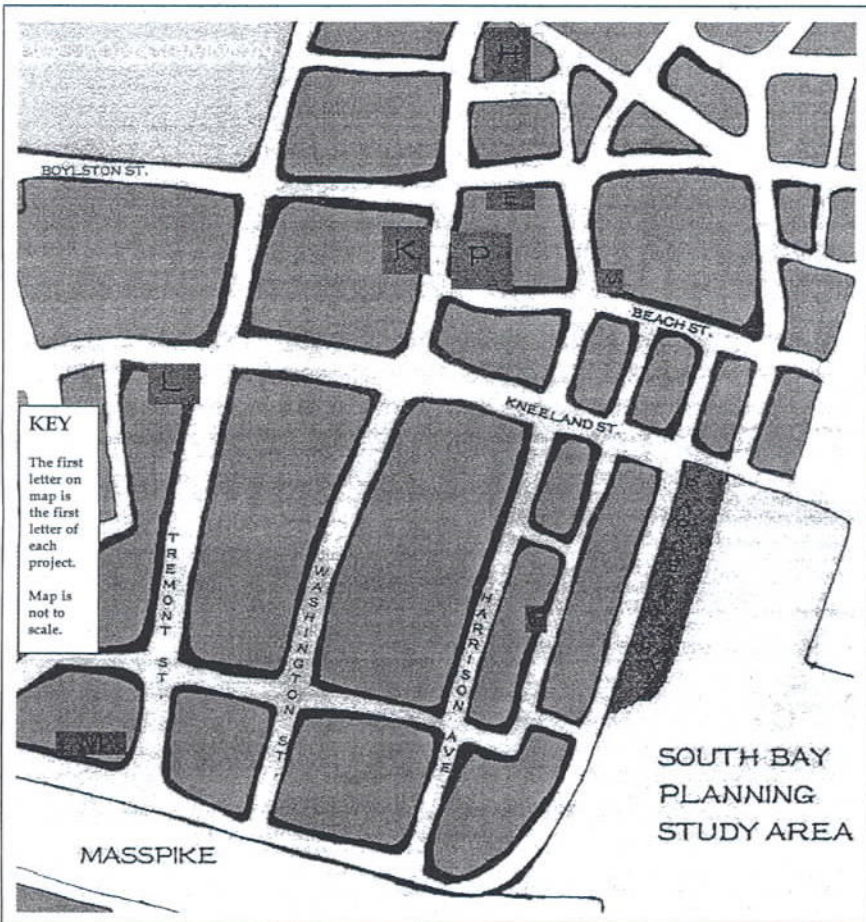 H
BOYLSTON ST.
E
K
P
M
BEACH ST.
L
KNEELAND ST.
KEY
The first
letter on
map is
the first
letter of
each
project.
Map is
not to
scale.
TREMONT ST.
WASHINGTON ST.
HARRISON AVE
SOUTH BAY
PLANNING
STUDY AREA
MASSPIKE